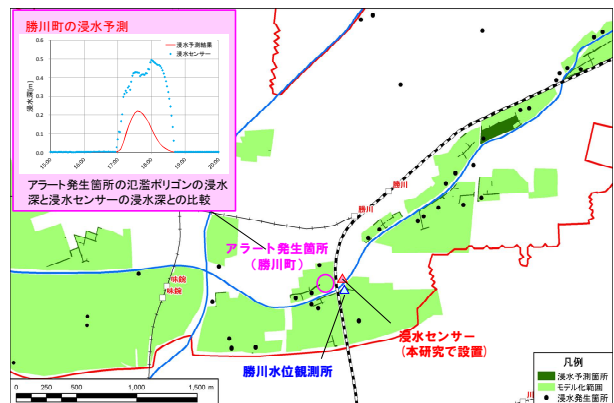 勝川町の浸水予測
浸水予測結果
浸水センサー
浸水深[m]
0.6
0.5
0.4
0.3
0.2
0.1
0.0
15:00
16:00
17:00
18:00
19:00
20:00
アラート発生箇所の氾濫ポリゴンの浸水
深と浸水センサーの浸水深との比較
勝川
勝川
アラート発生箇所
(勝川町)
味鋺
味鋺
浸水センサー
(本研究で設置)
勝川水位観測所
凡例
浸水予測箇所
モデル化範囲
浸水発生箇所
0
250
500
1,000
1,500
m